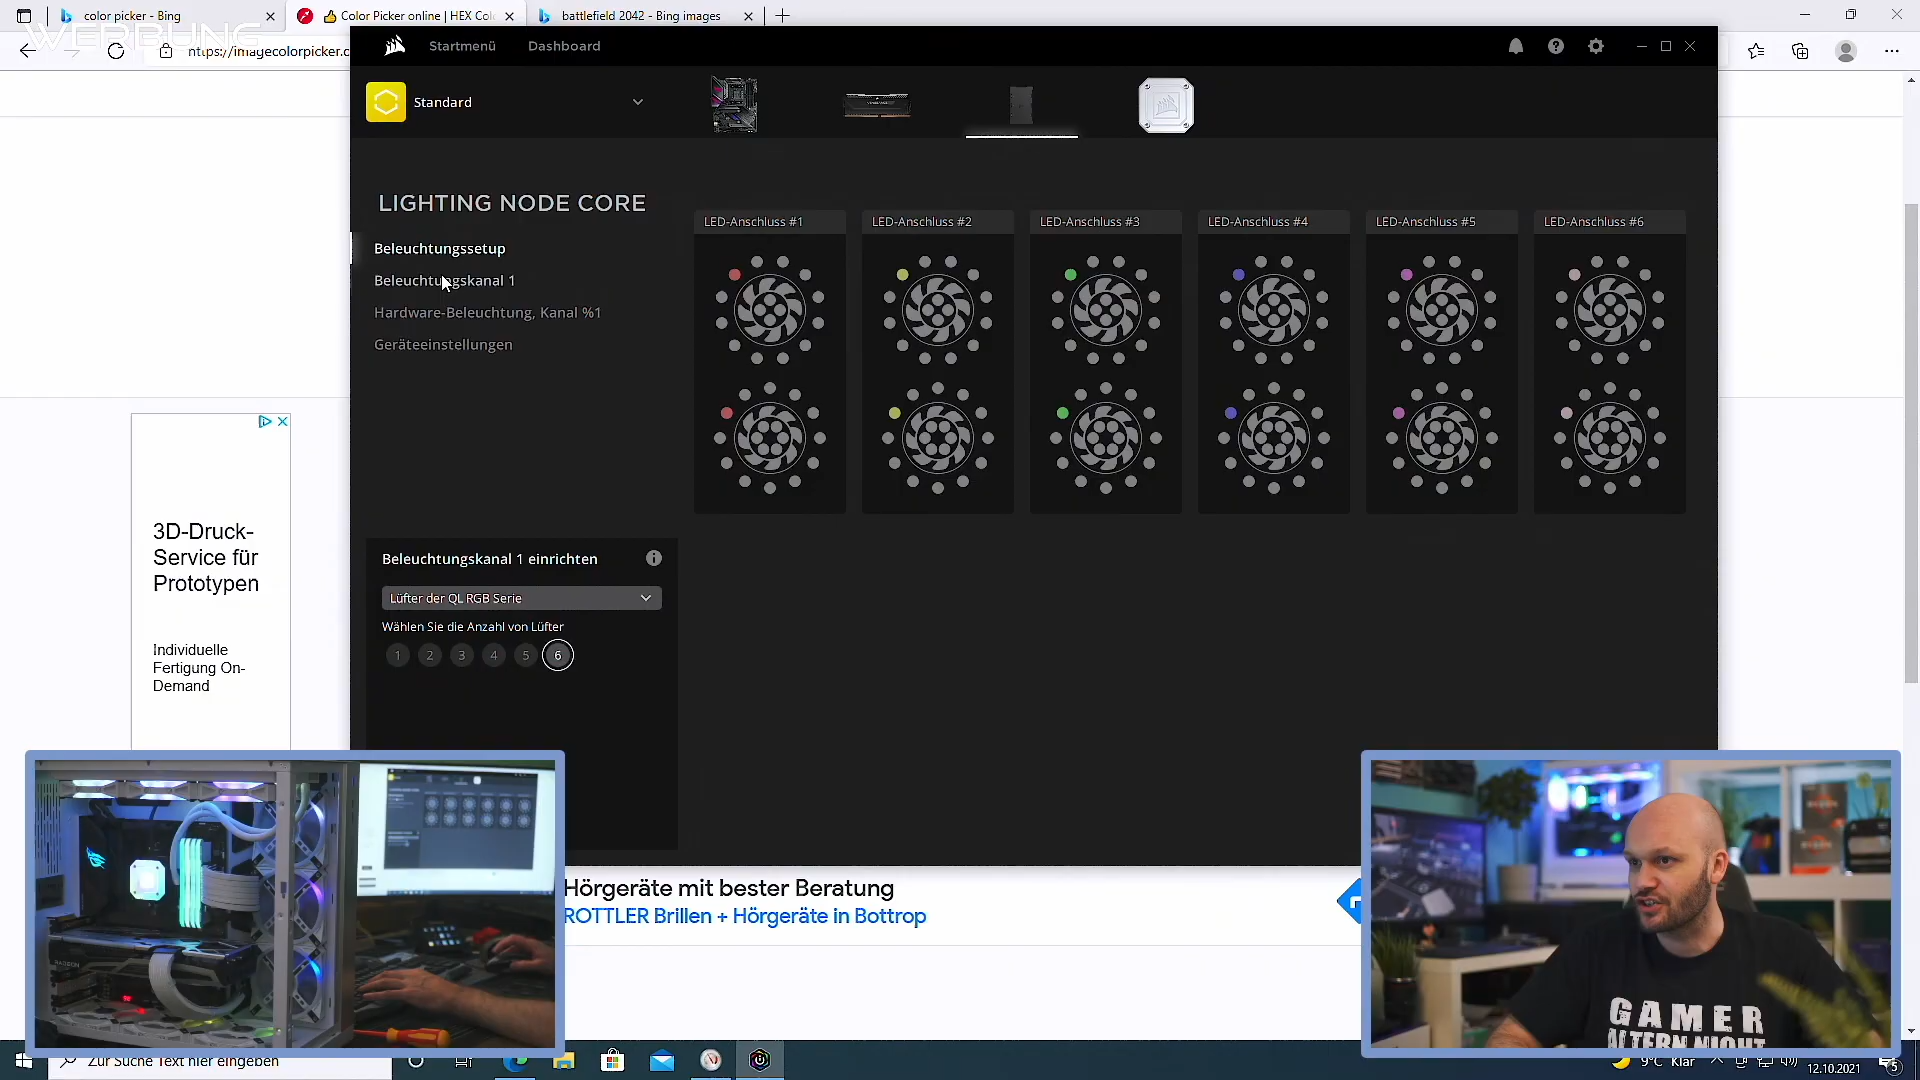 color picker - Bing
Color Picker online | HEX Col
battlefield 2042 - Bing images
WERBUNG
https://imagecolorpicker.c
Startmenü
Dashboard
Standard
LIGHTING NODE CORE
Beleuchtungssetup
Beleuchtungskanal 1
Hardware-Beleuchtung, Kanal %1
Geräteeinstellungen
LED-Anschluss #1
LED-Anschluss #2
LED-Anschluss #3
LED-Anschluss #4
LED-Anschluss #5
LED-Anschluss #6
3D-Druck-
Service für
Prototypen
Individuelle
Fertigung On-
Demand
Beleuchtungskanal 1 einrichten
Lüfter der QL RGB Serie
Wählen Sie die Anzahl von Lüfter
1 2 3 4 5 6
Hörgeräte mit bester Beratung
ROTTLER Brillen + Hörgeräte in Bottrop
RADEON
GAMER
ALTERN NICHT
Zur Suche Text hier eingeben
9°C Klar
12.10.2021
5